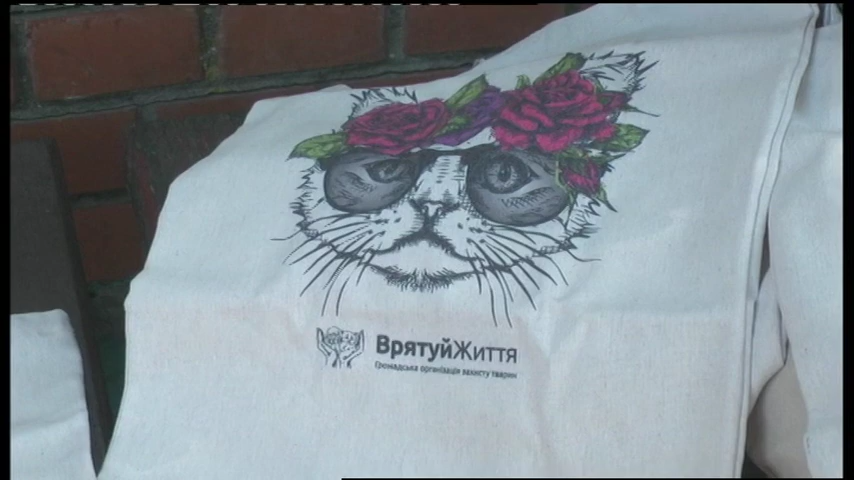 ВрятуйЖиття
Громадська організація захисту тварин